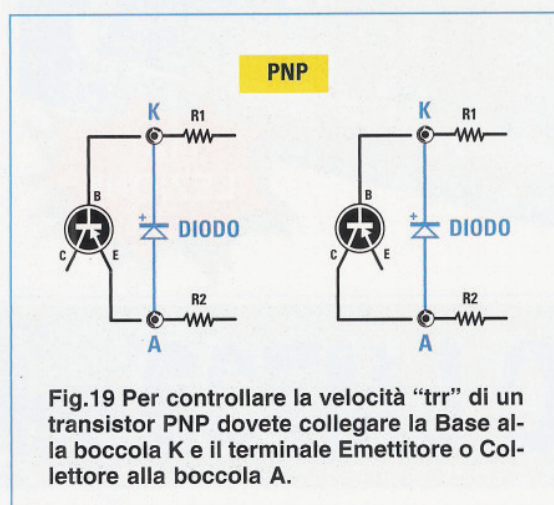 PNP
K
R1
K
R1
B
B
+
DIODO
+
DIODO
C
E
C
E
R2
R2
A
A
Fig.19 Per controllare la velocità “trr” di un
transistor PNP dovete collegare la Base al-
la boccola K e il terminale Emettitore o Col-
lettore alla boccola A.